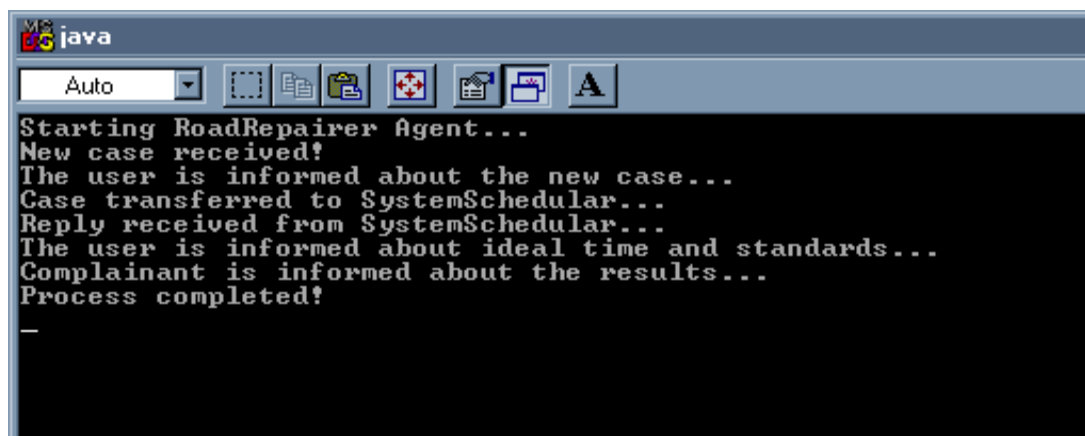 java
Auto
A
Starting RoadRepairer Agent...
New case received!
The user is informed about the new case...
Case transferred to SystemSchedular...
Reply received from SystemSchedular...
The user is informed about ideal time and standards...
Complainant is informed about the results...
Process completed!
_